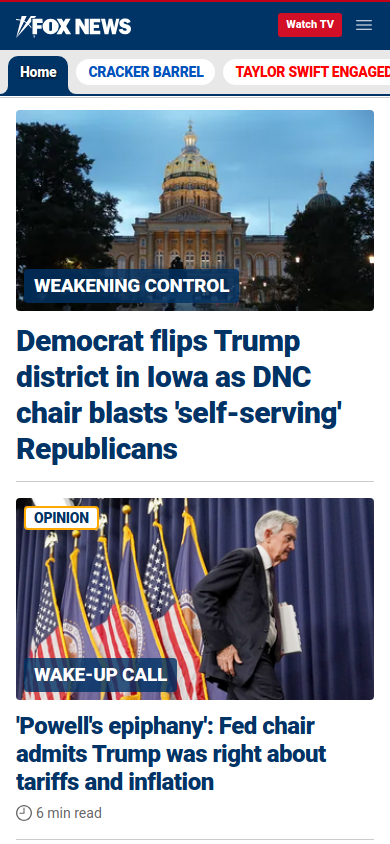 FOX NEWS
Watch TV
Home
CRACKER BARREL
TAYLOR SWIFT ENGAGED
WEAKENING CONTROL
Democrat flips Trump
district in Iowa as DNC
chair blasts 'self-serving'
Republicans
OPINION
WAKE-UP CALL
'Powell's epiphany': Fed chair
admits Trump was right about
tariffs and inflation
6 min read